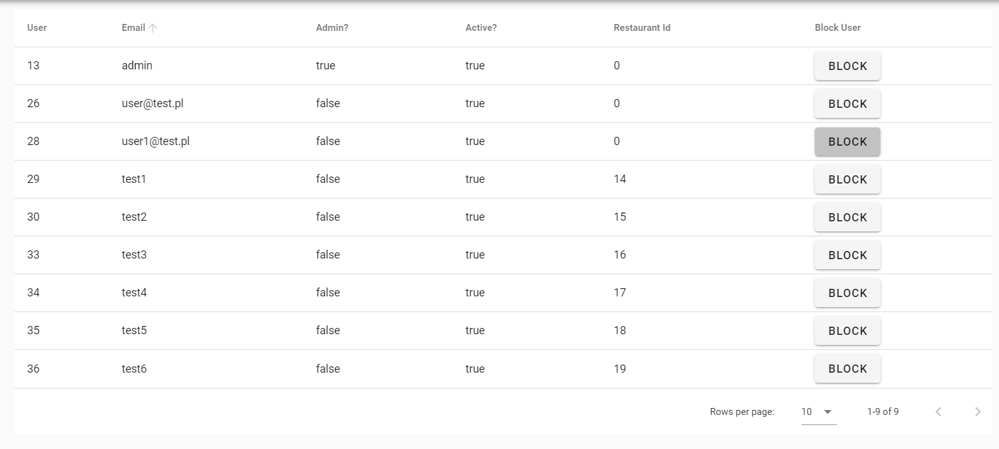 User Email Admin? Active? Restaurant Id Block User
13 admin true true 0 BLOCK
26 user@test.pl false true 0 BLOCK
28 user1@test.pl false true 0 BLOCK
29 test1 false true 14 BLOCK
30 test2 false true 15 BLOCK
33 test3 false true 16 BLOCK
34 test4 false true 17 BLOCK
35 test5 false true 18 BLOCK
36 test6 false true 19 BLOCK
Rows per page: 10 1-9 of 9